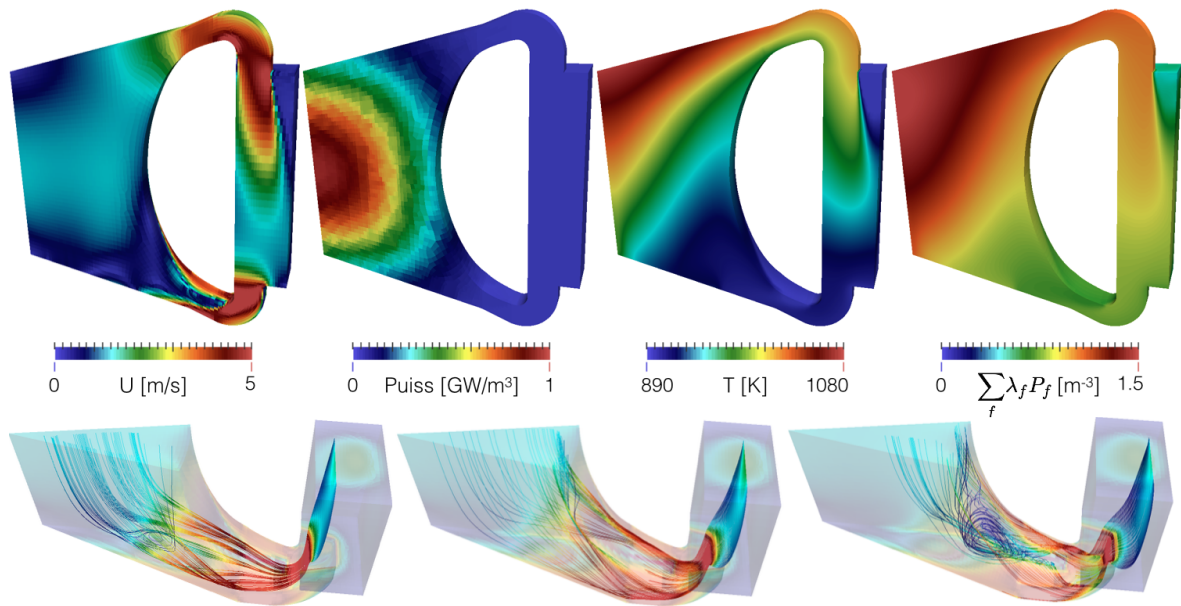 0 U [m/s] 5
0 Puiss [GW/m³] 1
890 T [K] 1080
0 ∑_f λ_f P_f [m⁻³] 1.5